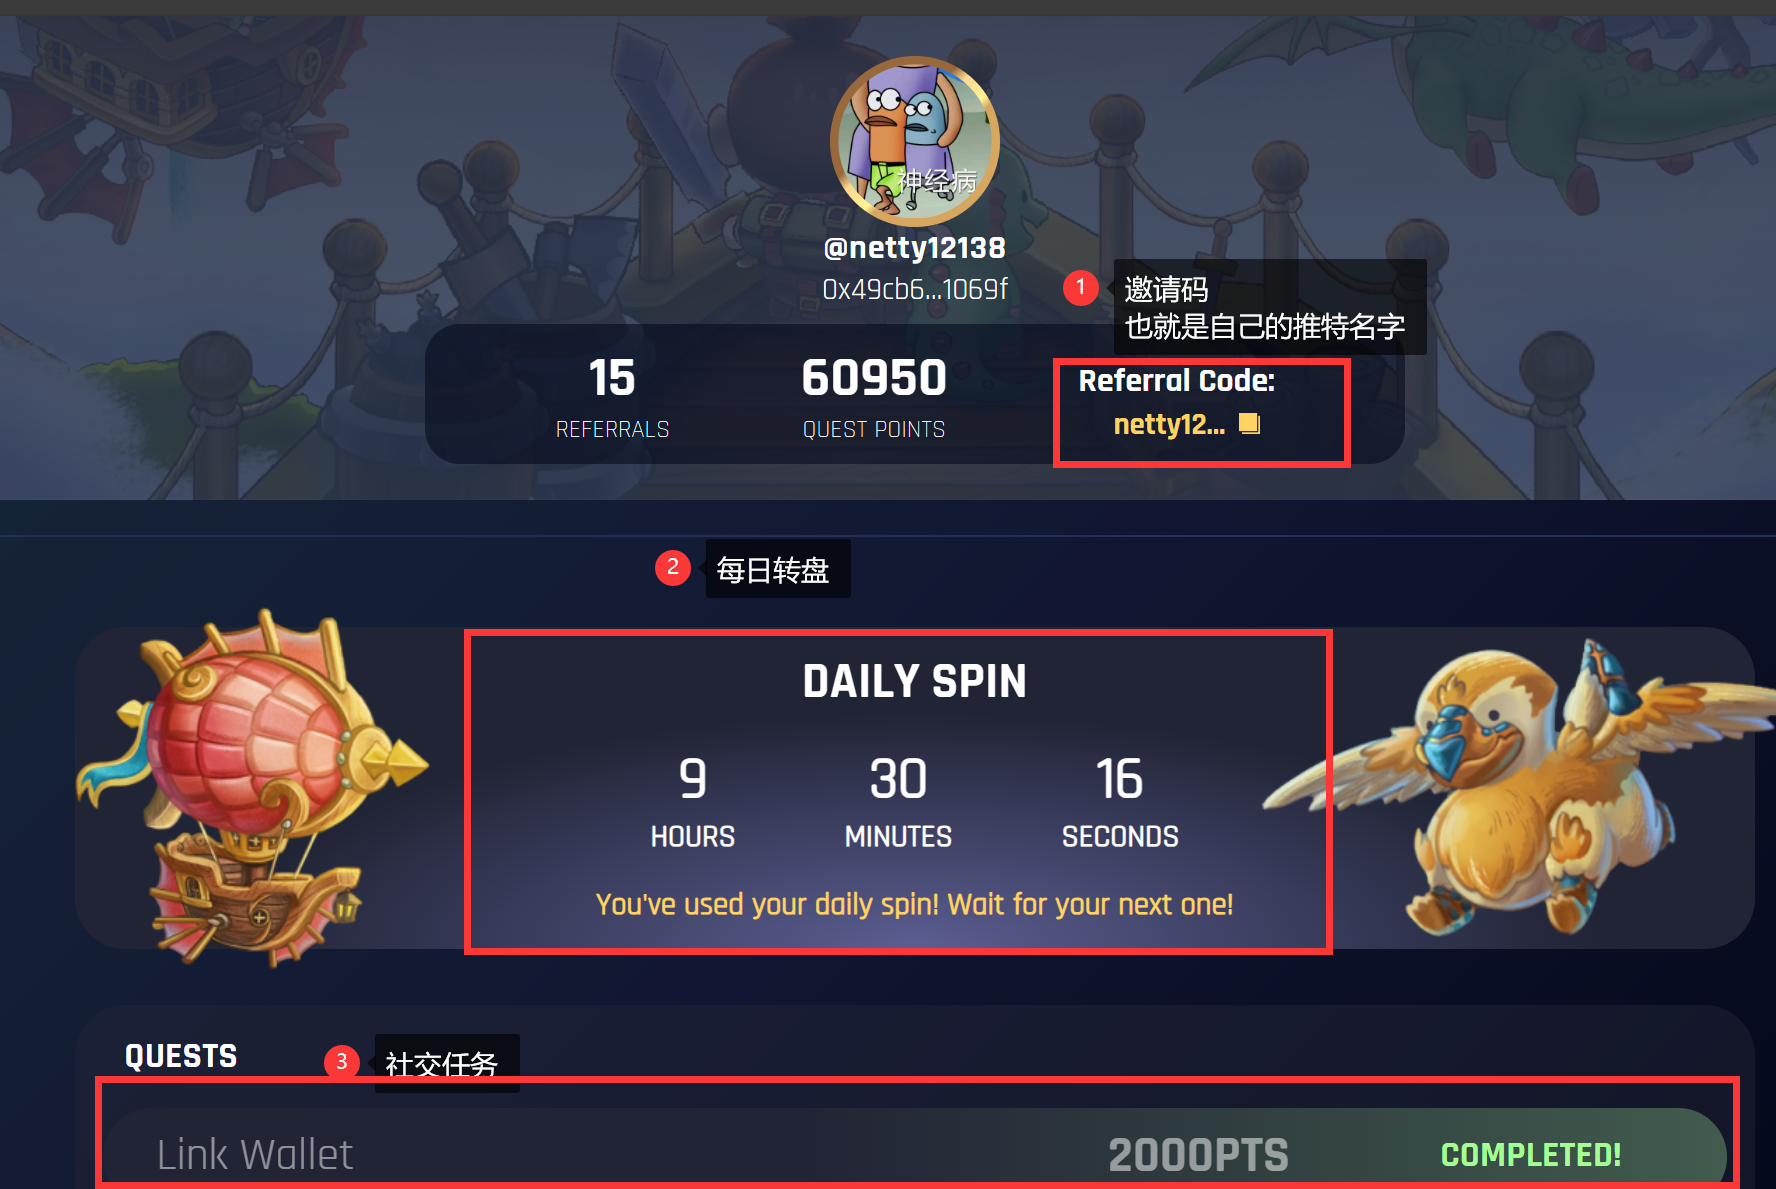 神经病
@netty12138
0x49cb6...1069f
1
邀请码
也就是自己的推特名字
15
REFERRALS
60950
QUEST POINTS
Referral Code:
netty12...
2
每日转盘
DAILY SPIN
9
HOURS
30
MINUTES
16
SECONDS
You've used your daily spin! Wait for your next one!
QUESTS
3
社交任务
Link Wallet
2000PTS
COMPLETED!